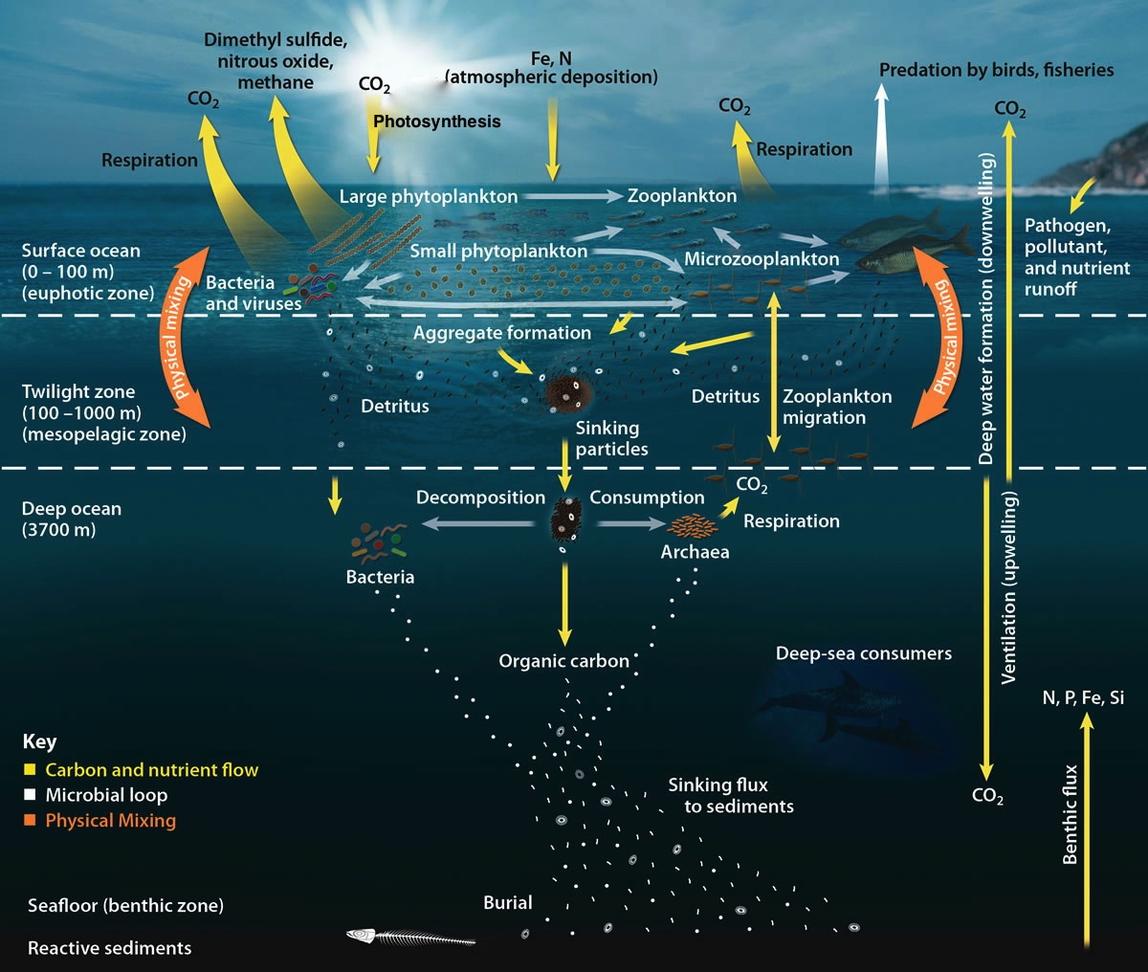 Dimethyl sulfide,
nitrous oxide,
methane
CO₂
CO₂
Photosynthesis
Fe, N
(atmospheric deposition)
CO₂
Predation by birds, fisheries
CO₂
Respiration
Respiration
Large phytoplankton
Zooplankton
Small phytoplankton
Microzooplankton
Pathogen,
pollutant,
and nutrient
runoff
Surface ocean
(0 – 100 m)
(euphotic zone)
Bacteria
and viruses
Physical mixing
Physical mixing
Deep water formation (downwelling)
Aggregate formation
Twilight zone
(100 –1000 m)
(mesopelagic zone)
Detritus
Detritus
Zooplankton
migration
Sinking
particles
Deep ocean
(3700 m)
Decomposition
Consumption
CO₂
Respiration
Bacteria
Archaea
Ventilation (upwelling)
Organic carbon
Deep-sea consumers
N, P, Fe, Si
Key
Carbon and nutrient flow
Microbial loop
Physical Mixing
Sinking flux
to sediments
CO₂
Benthic flux
Burial
Seafloor (benthic zone)
Reactive sediments